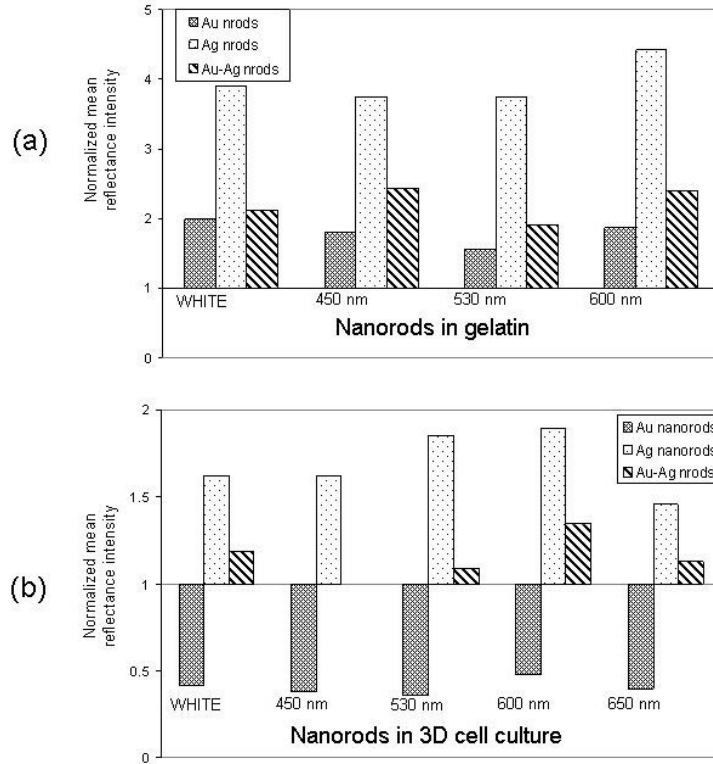 (a)
Normalized mean
reflectance intensity
5
4
3
2
1
0
Au nrods
Ag nrods
Au-Ag nrods
WHITE
450 nm
530 nm
600 nm
Nanorods in gelatin
(b)
Normalized mean
reflectance intensity
2
1.5
1
0.5
0
Au nanorods
Ag nanorods
Au-Ag nrods
WHITE
450 nm
530 nm
600 nm
650 nm
Nanorods in 3D cell culture